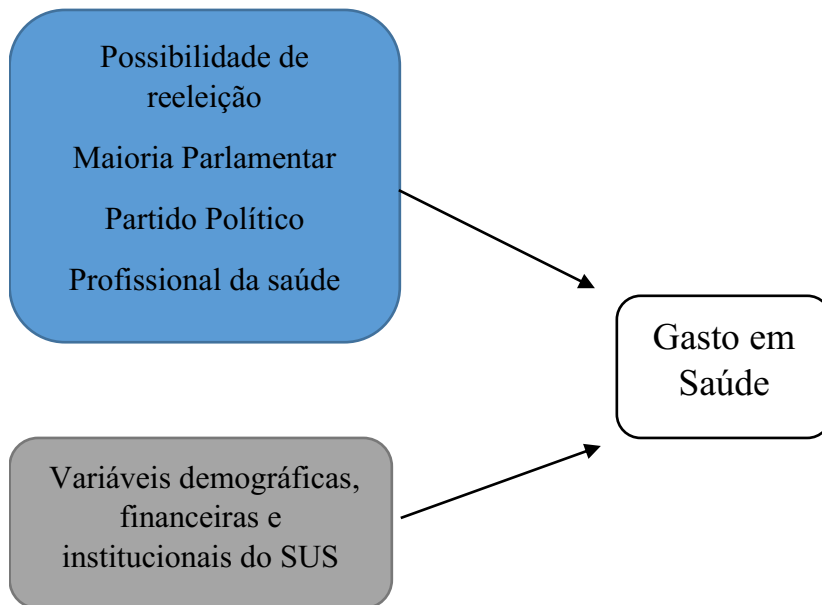 Possibilidade de
reeleição
Maioria Parlamentar
Partido Político
Profissional da saúde
Gasto em
Saúde
Variáveis demográficas,
financeiras e
institucionais do SUS